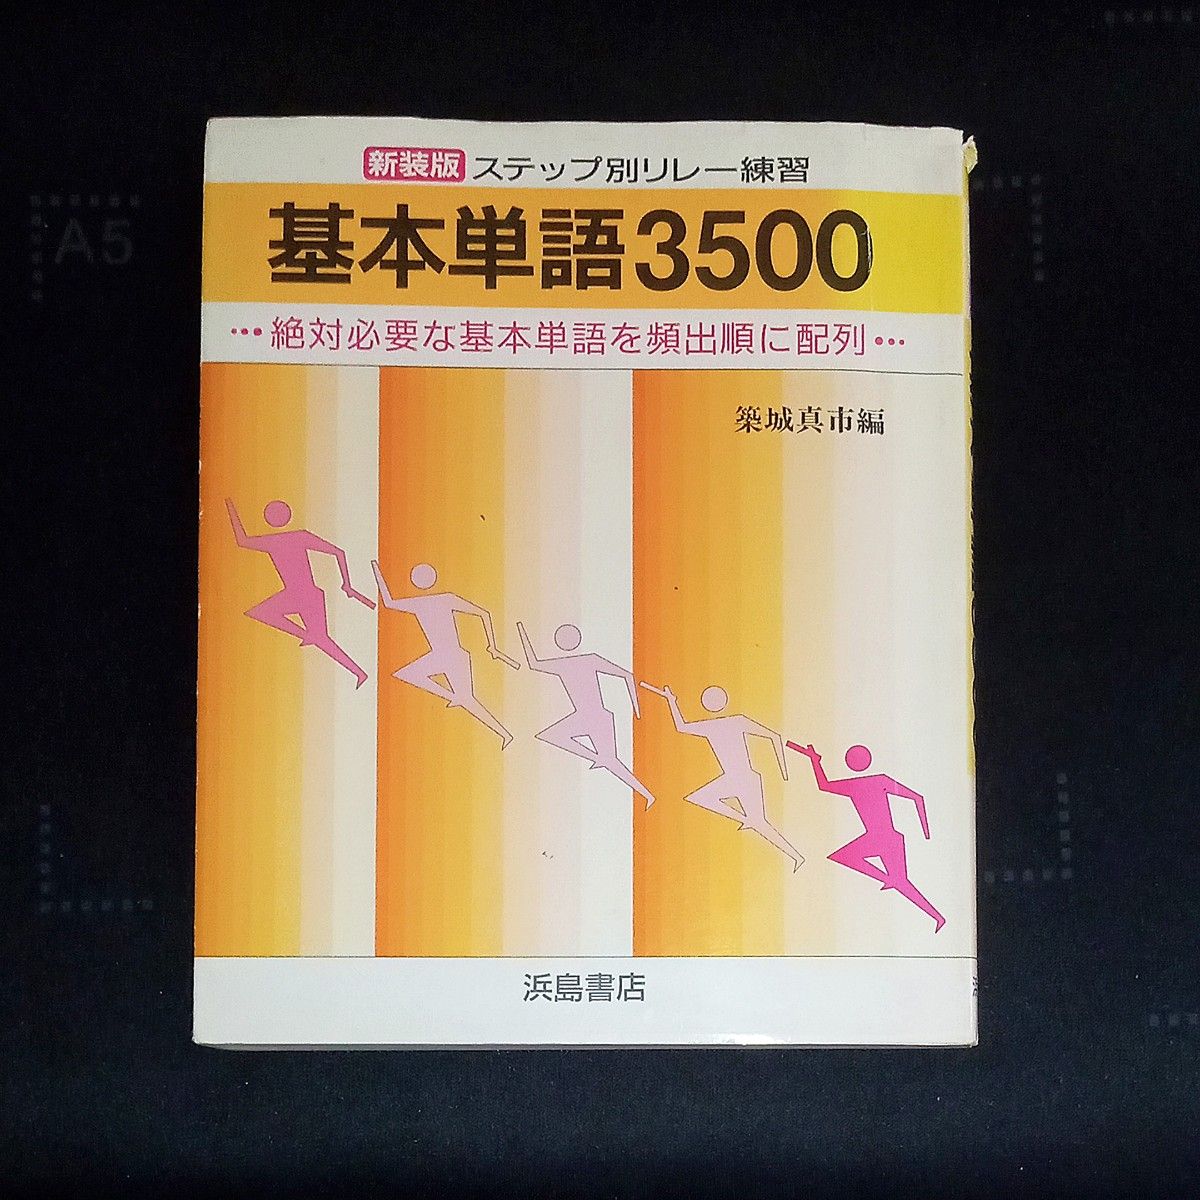 新装版 ステップ別リレー練習
基本単語3500
…絶対必要な基本単語を頻出順に配列…
築城真市編
浜島書店
A5